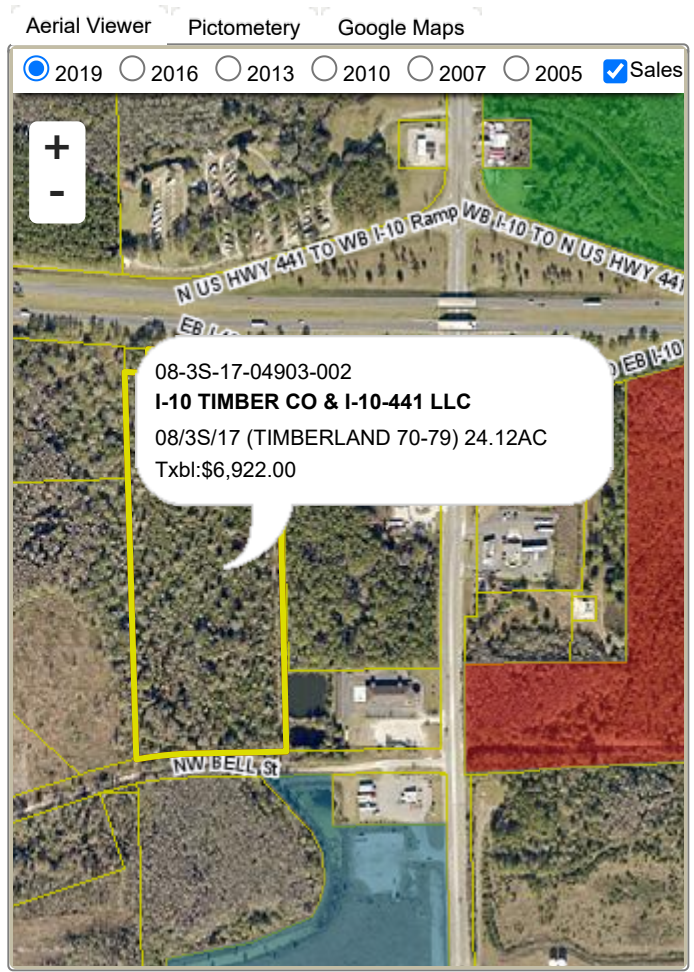 Aerial Viewer Pictometery Google Maps
2019 2016 2013 2010 2007 2005 Sales
+
-
N US HWY 441 TO WB I-10 Ramp
WB I-10 TO N US HWY 441
EB I-10
O EB I-10
08-3S-17-04903-002
I-10 TIMBER CO & I-10-441 LLC
08/3S/17 (TIMBERLAND 70-79) 24.12AC
Txbl:$6,922.00
NW BELL St